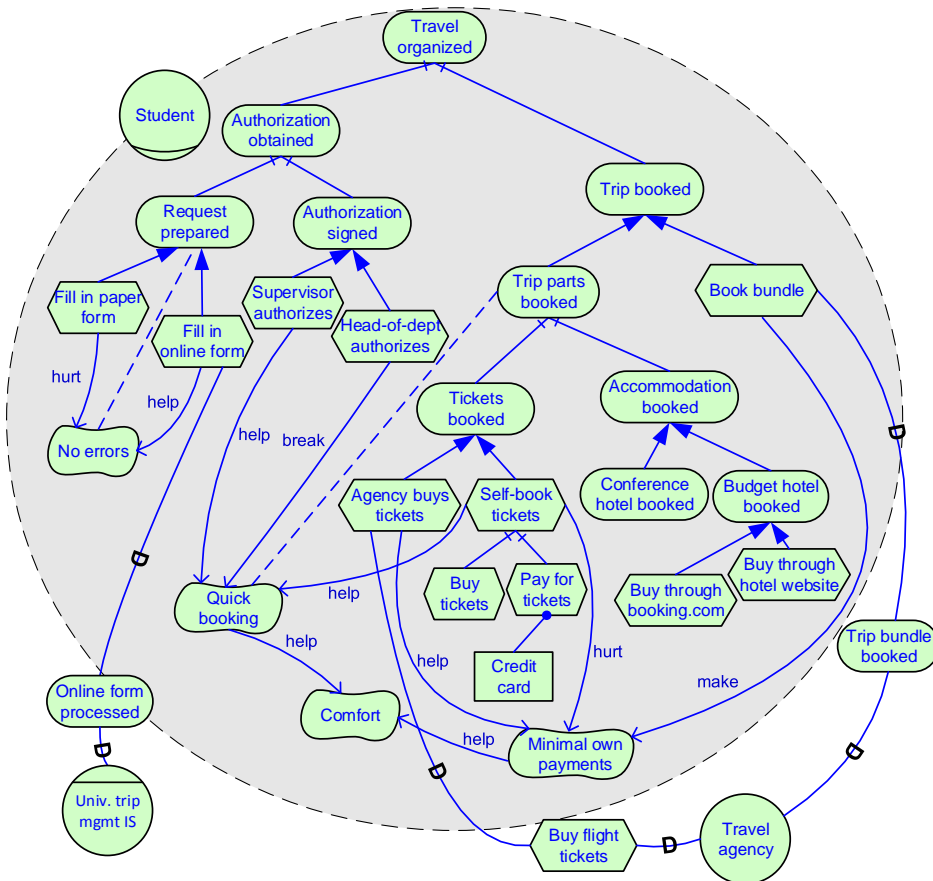 Travel
organized
Student
Authorization
obtained
Trip booked
Request
prepared
Authorization
signed
Fill in paper
form
Supervisor
authorizes
Trip parts
booked
Book bundle
Fill in
online form
Head-of-dept
authorizes
hurt
help
Tickets
booked
Accommodation
booked
No errors
help
break
D
Agency buys
tickets
Self-book
tickets
Conference
hotel booked
Budget hotel
booked
D
Quick
booking
help
Buy
tickets
Pay for
tickets
Buy through
booking.com
Buy through
hotel website
help
help
hurt
Trip bundle
booked
Credit
card
make
Online form
processed
Comfort
help
Minimal own
payments
D
D
D
Univ. trip
mgmt IS
Buy flight
tickets
D
Travel
agency